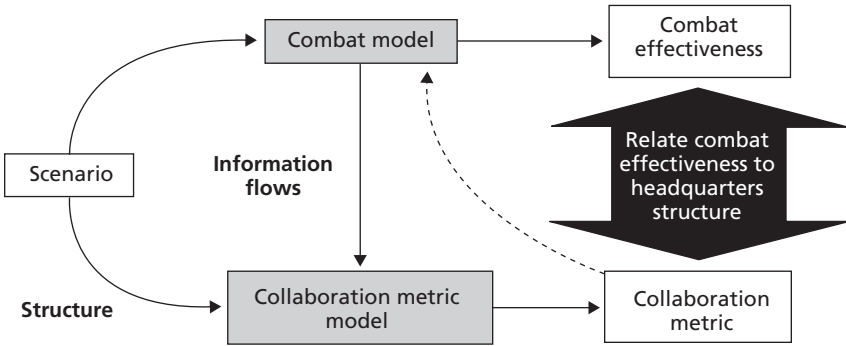 Combat model
Combat
effectiveness
Scenario
Information
flows
Relate combat
effectiveness to
headquarters
structure
Structure
Collaboration metric
model
Collaboration
metric